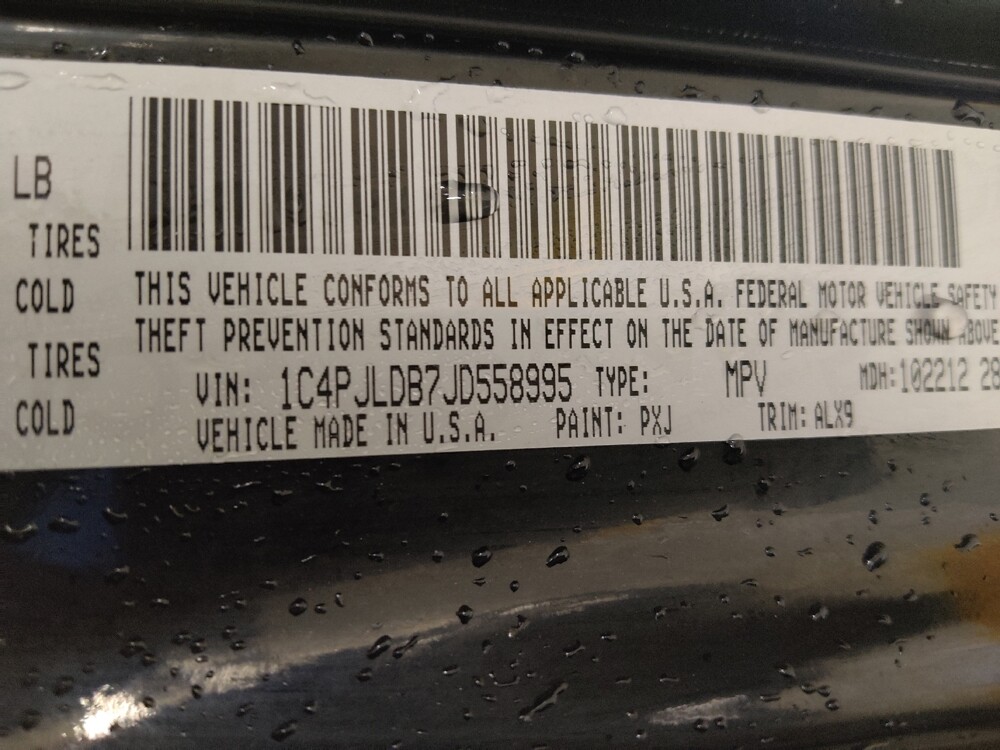 LB
TIRES
COLD
TIRES
COLD
THIS VEHICLE CONFORMS TO ALL APPLICABLE U.S.A. FEDERAL MOTOR VEHICLE SAFETY
THEFT PREVENTION STANDARDS IN EFFECT ON THE DATE OF MANUFACTURE SHOWN ABOVE
VIN: 1C4PJLDB7JD558995 TYPE: MPV MDH:102212 28
VEHICLE MADE IN U.S.A. PAINT: PXJ TRIM: ALX9